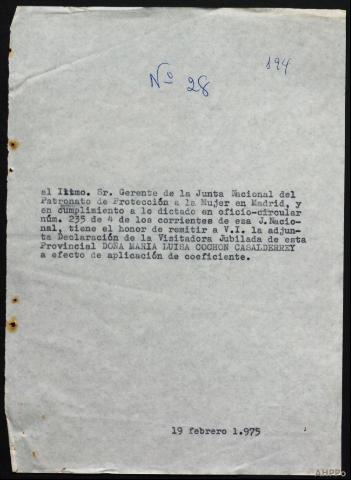 Nº 28
194
al Iltmo. Sr. Gerente de la Junta Nacional del
Patronato de Protección a la Mujer en Madrid, y
en cumplimiento a lo dictado en oficio-circular
núm. 235 de 4 de los corrientes de esa J.Nacio-
nal, tiene el honor de remitir a V.I. la adjun-
ta Declaración de la Visitadora Jubilada de esta
Provincial DOÑA MARIA LUISA COCHON CASALDERREY
a efecto de aplicación de coeficiente.
19 febrero 1.975
AHPPo